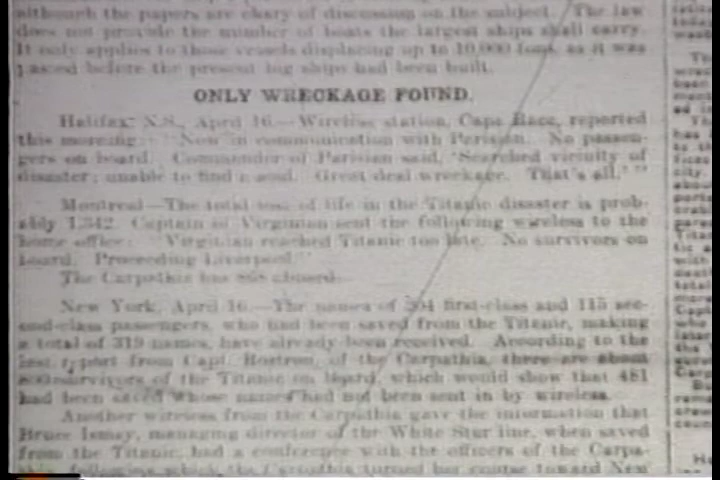 although the papers are chary of discussion on the subject. The law
does not provide the number of boats the largest ships shall carry.
It only applies to those vessels displacing up to 10,000 tons, as it was
passed before the present big ships had been built.
ONLY WRECKAGE FOUND.
Halifax, N.S., April 16.—Wireless station, Cape Race, reported
this morning: "Now in communication with Parisian. No passen-
gers on board. Commander of Parisian said, 'Searched vicinity of
disaster; unable to find a soul. Great deal wreckage. That's all.'"
Montreal—The total loss of life in the Titanic disaster is prob-
ably 1,342. Captain of Virginian sent the following wireless to the
home office: "Virginian reached Titanic too late. No survivors on
board. Proceeding Liverpool."
The Carpathia has 868 aboard.
New York, April 16.—The names of 204 first-class and 115 sec-
ond-class passengers, who had been saved from the Titanic, making
a total of 319 names, have already been received. According to the
last report from Capt. Rostron, of the Carpathia, there are about
800 survivors of the Titanic on board, which would show that 481
had been saved whose names had not been sent in by wireless.
Another wireless from the Carpathia gave the information that
Bruce Ismay, managing director of the White Star line, when saved
from the Titanic, had a conference with the officers of the Carpa-
thia, following which the Carpathia turned her course toward New